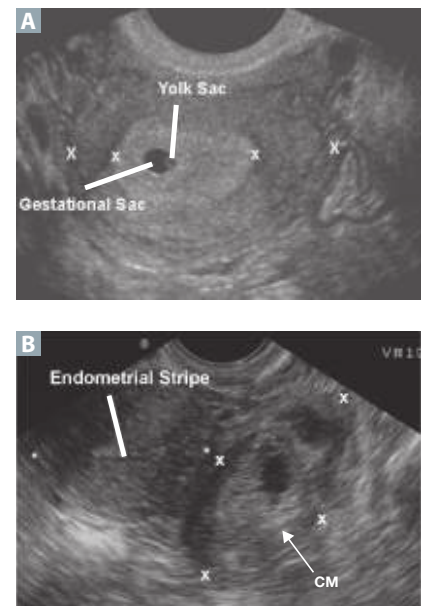 A
Yolk Sac
X X X X
Gestational Sac
B
Endometrial Stripe
X
X
X
X
CM